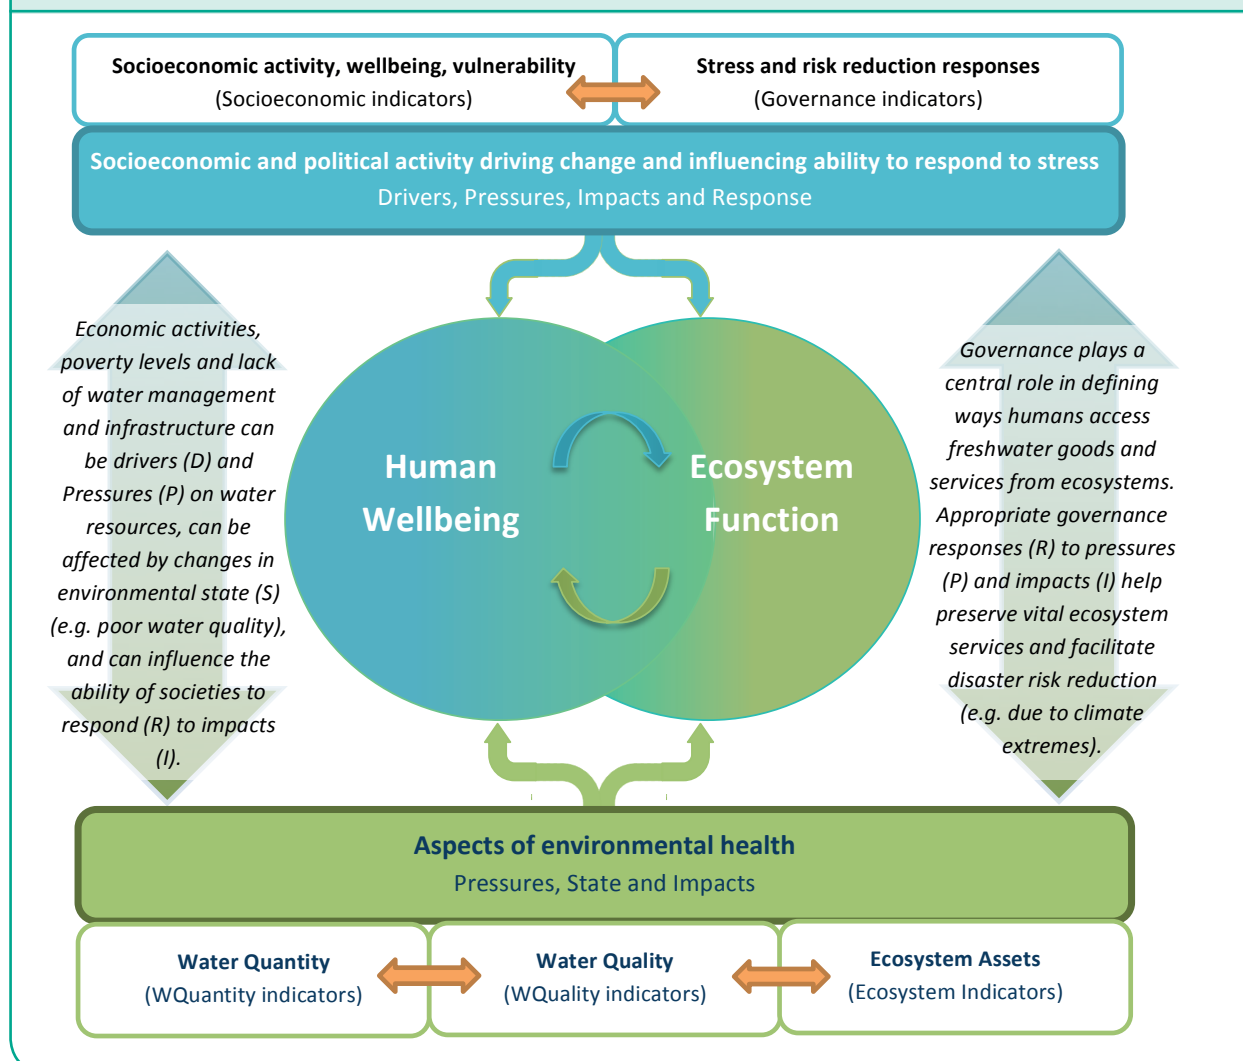 Socioeconomic activity, wellbeing, vulnerability
(Socioeconomic indicators)
Stress and risk reduction responses
(Governance indicators)
Socioeconomic and political activity driving change and influencing ability to respond to stress
Drivers, Pressures, Impacts and Response
Economic activities,
poverty levels and lack
of water management
and infrastructure can
be drivers (D) and
Pressures (P) on water
resources, can be
affected by changes in
environmental state (S)
(e.g. poor water quality),
and can influence the
ability of societies to
respond (R) to impacts
(I).
Human
Wellbeing
Ecosystem
Function
Governance plays a
central role in defining
ways humans access
freshwater goods and
services from ecosystems.
Appropriate governance
responses (R) to pressures
(P) and impacts (I) help
preserve vital ecosystem
services and facilitate
disaster risk reduction
(e.g. due to climate
extremes).
Aspects of environmental health
Pressures, State and Impacts
Water Quantity
(WQuantity indicators)
Water Quality
(WQuality indicators)
Ecosystem Assets
(Ecosystem Indicators)